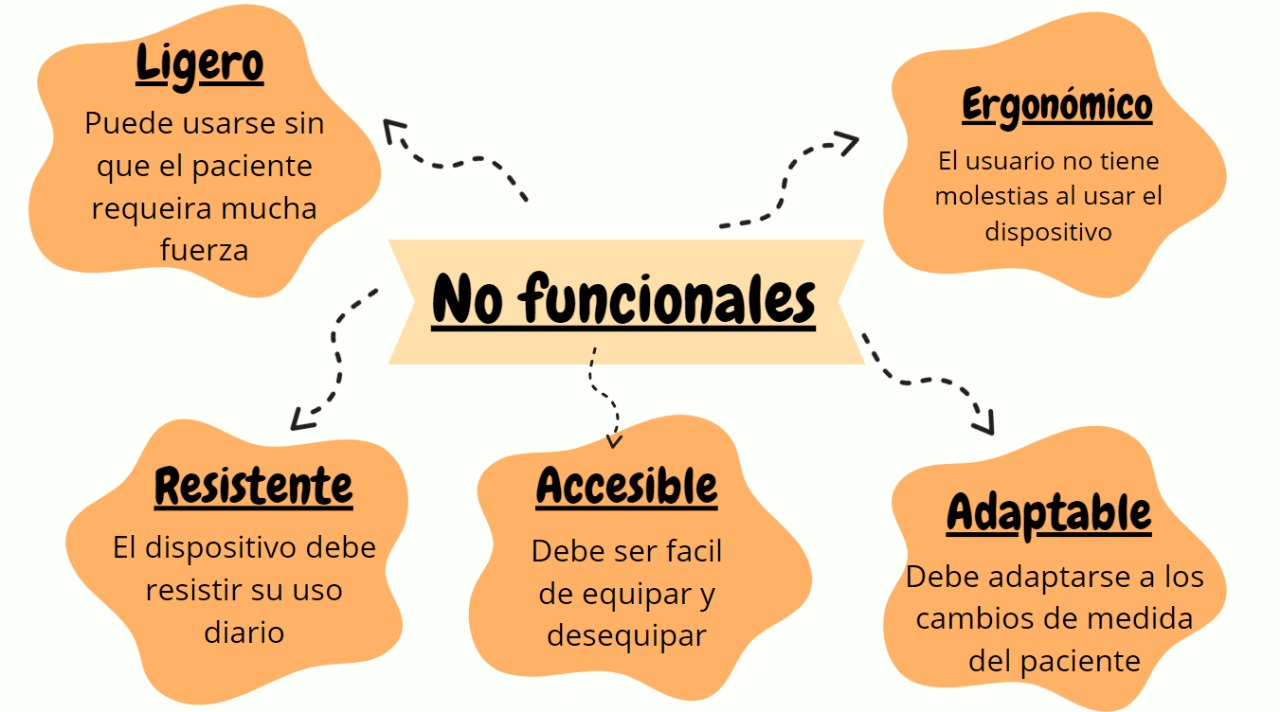 Ligero
Puede usarse sin
que el paciente
requeira mucha
fuerza
Ergonómico
El usuario no tiene
molestias al usar el
dispositivo
No funcionales
Resistente
El dispositivo debe
resistir su uso
diario
Accesible
Debe ser facil
de equipar y
desequipar
Adaptable
Debe adaptarse a los
cambios de medida
del paciente